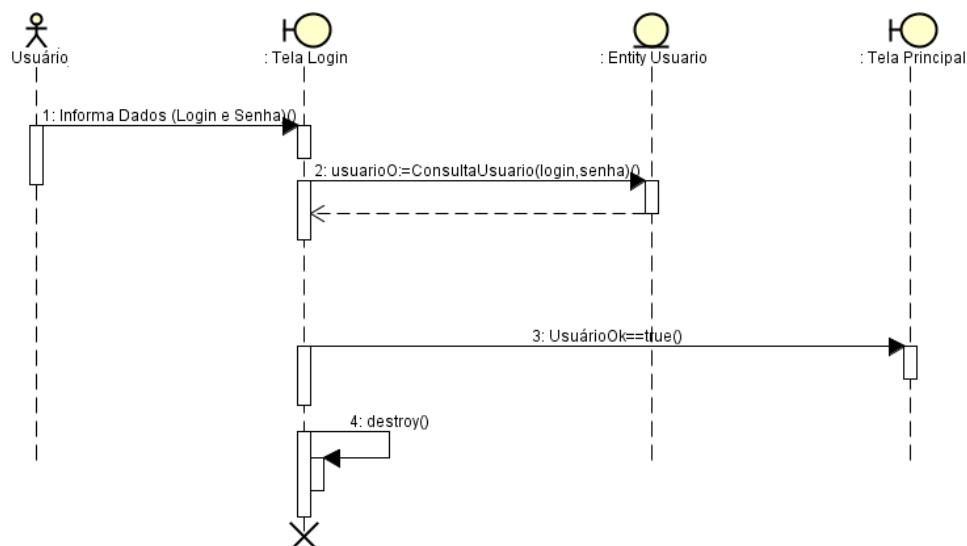 Usuário
: Tela Login
: Entity Usuario
: Tela Principal
1: Informa Dados (Login e Senha)()
2: usuarioO:=ConsultaUsuario(login,senha)()
3: UsuárioOk==true()
4: destroy()